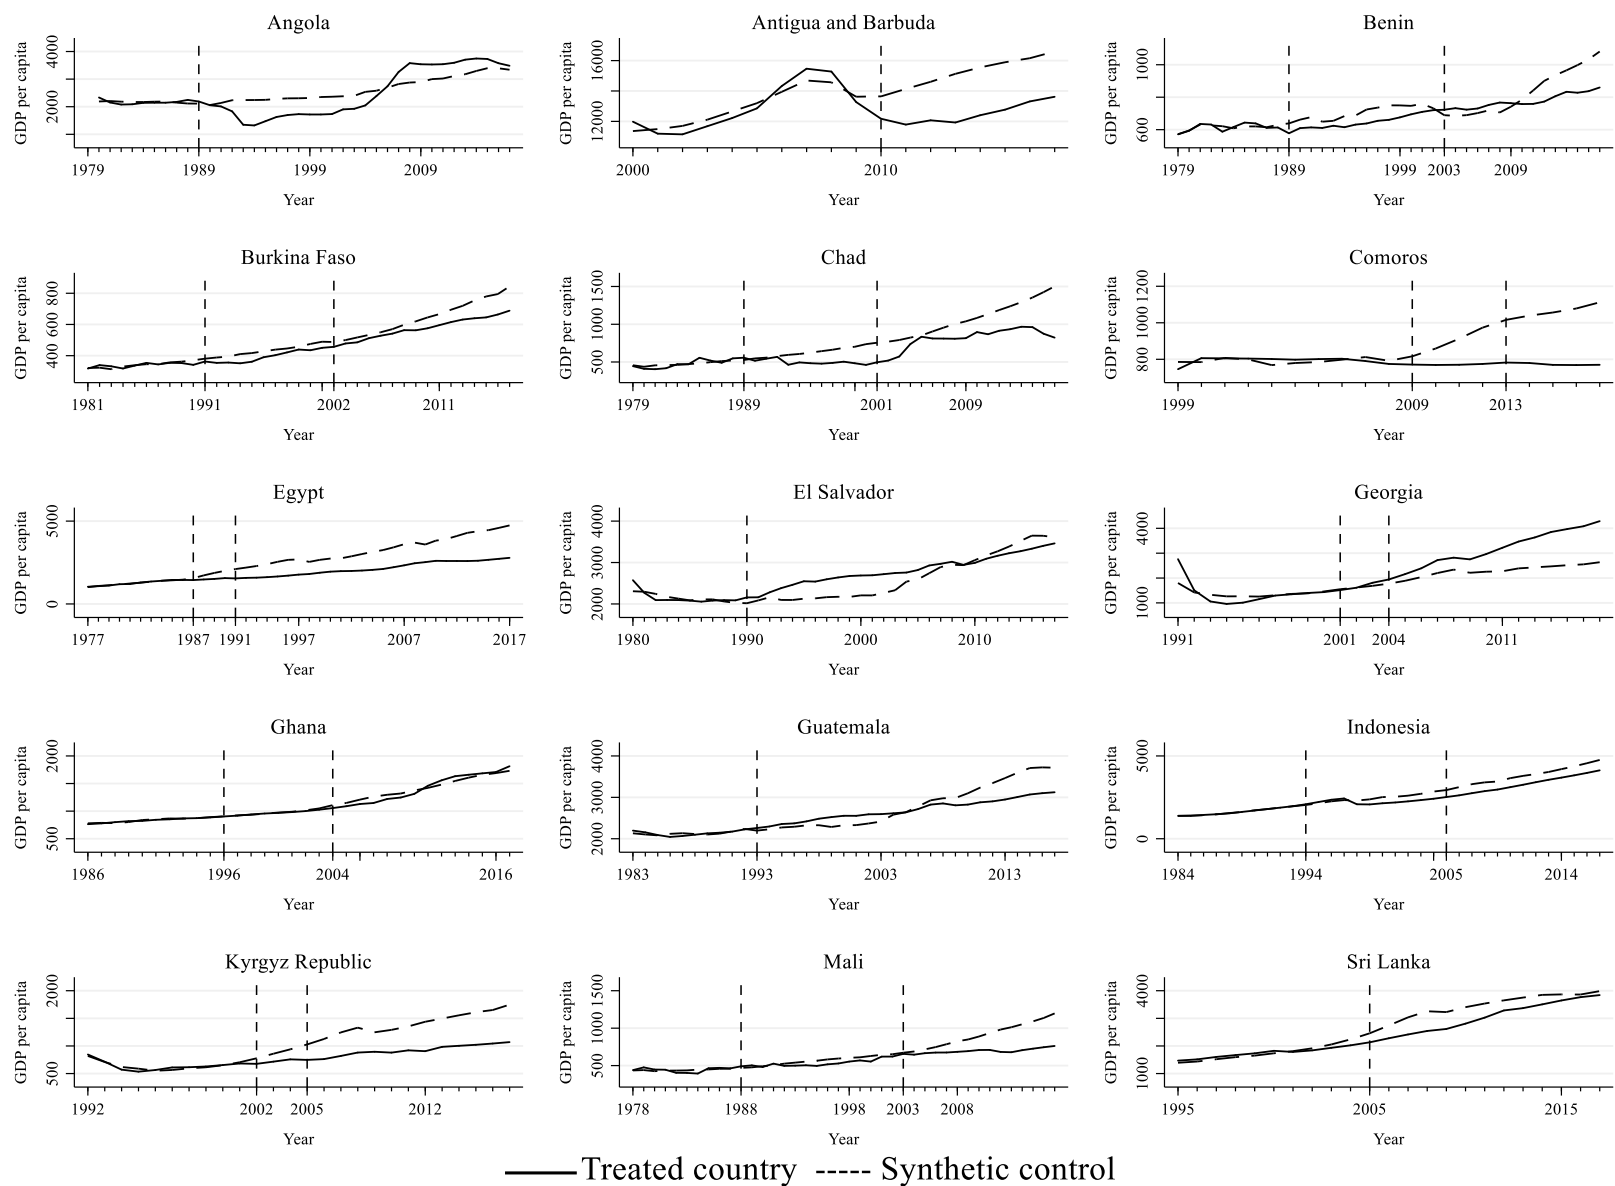 Angola
GDP per capita
2000 4000
1979 1989 1999 2009
Year
Antigua and Barbuda
GDP per capita
12000 16000
2000 2010
Year
Benin
GDP per capita
600 1000
1979 1989 1999 2003 2009
Year
Burkina Faso
GDP per capita
400 600 800
1981 1991 2002 2011
Year
Chad
GDP per capita
500 1000 1500
1979 1989 2001 2009
Year
Comoros
GDP per capita
800 1000 1200
1999 2009 2013
Year
Egypt
GDP per capita
0 5000
1977 1987 1991 1997 2007 2017
Year
El Salvador
GDP per capita
2000 3000 4000
1980 1990 2000 2010
Year
Georgia
GDP per capita
1000 4000
1991 2001 2004 2011
Year
Ghana
GDP per capita
500 2000
1986 1996 2004 2016
Year
Guatemala
GDP per capita
2000 3000 4000
1983 1993 2003 2013
Year
Indonesia
GDP per capita
0 5000
1984 1994 2005 2014
Year
Kyrgyz Republic
GDP per capita
500 2000
1992 2002 2005 2012
Year
Mali
GDP per capita
500 1000 1500
1978 1988 1998 2003 2008
Year
Sri Lanka
GDP per capita
1000 4000
1995 2005 2015
Year
Treated country Synthetic control